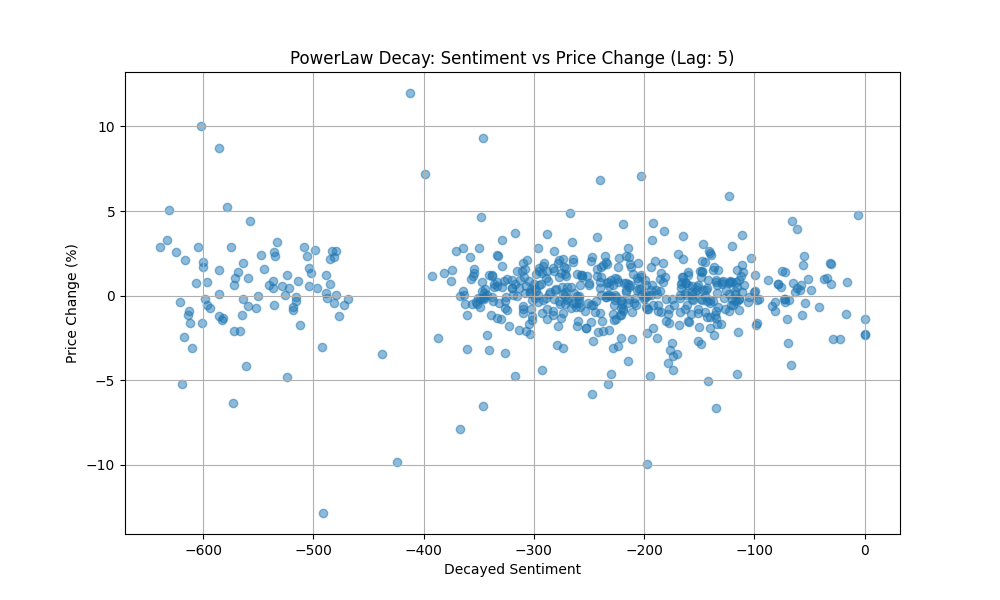 PowerLaw Decay: Sentiment vs Price Change (Lag: 5)
Price Change (%)
10
5
0
−5
−10
−600 −500 −400 −300 −200 −100 0
Decayed Sentiment